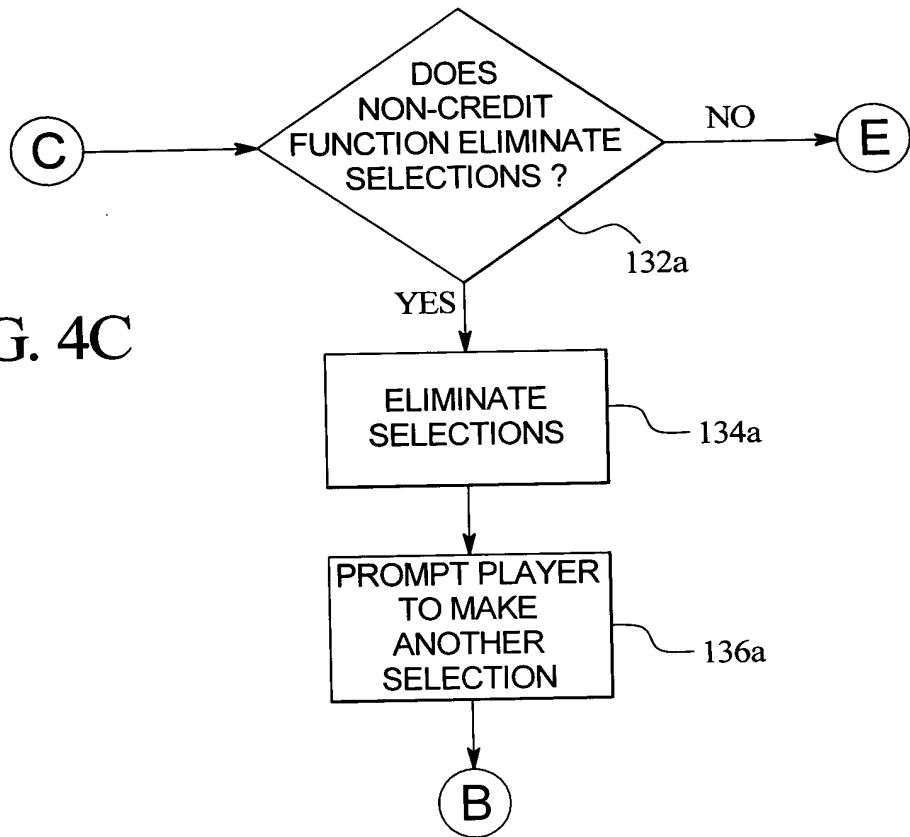 DOES
NON-CREDIT
FUNCTION ELIMINATE
SELECTIONS ?
C
NO
E
132a
YES
G. 4C
ELIMINATE
SELECTIONS
134a
PROMPT PLAYER
TO MAKE
ANOTHER
SELECTION
136a
B